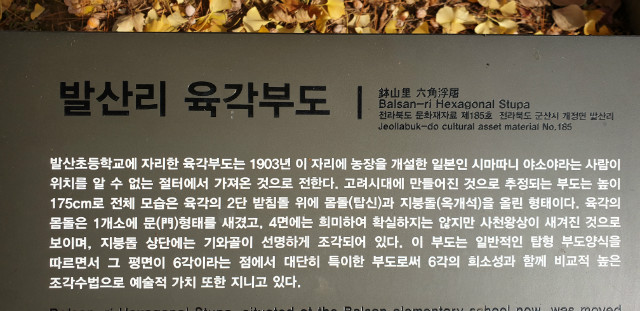 발산리 육각부도
鉢山里 六角浮屠
Balsan-ri Hexagonal Stupa
전라북도 문화재자료 제185호 전라북도 군산시 개정면 발산리
Jeollabuk-do cultural asset material No.185
발산초등학교에 자리한 육각부도는 1903년 이 자리에 농장을 개설한 일본인 시마따니 야소야라는 사람이
위치를 알 수 없는 절터에서 가져온 것으로 전한다. 고려시대에 만들어진 것으로 추정되는 부도는 높이
175cm로 전체 모습은 육각의 2단 받침돌 위에 몸돌(탑신)과 지붕돌(옥개석)을 올린 형태이다. 육각의
몸돌은 1개소에 문(門)형태를 새겼고, 4면에는 희미하여 확실하지는 않지만 사천왕상이 새겨진 것으로
보이며, 지붕돌 상단에는 기와골이 선명하게 조각되어 있다. 이 부도는 일반적인 탑형 부도양식을
따르면서 그 평면이 6각이라는 점에서 대단히 특이한 부도로써 6각의 희소성과 함께 비교적 높은
조각수법으로 예술적 가치 또한 지니고 있다.
Balsan-ri Hexagonal Stupa, situated at the Balsan elementary school now, was moved